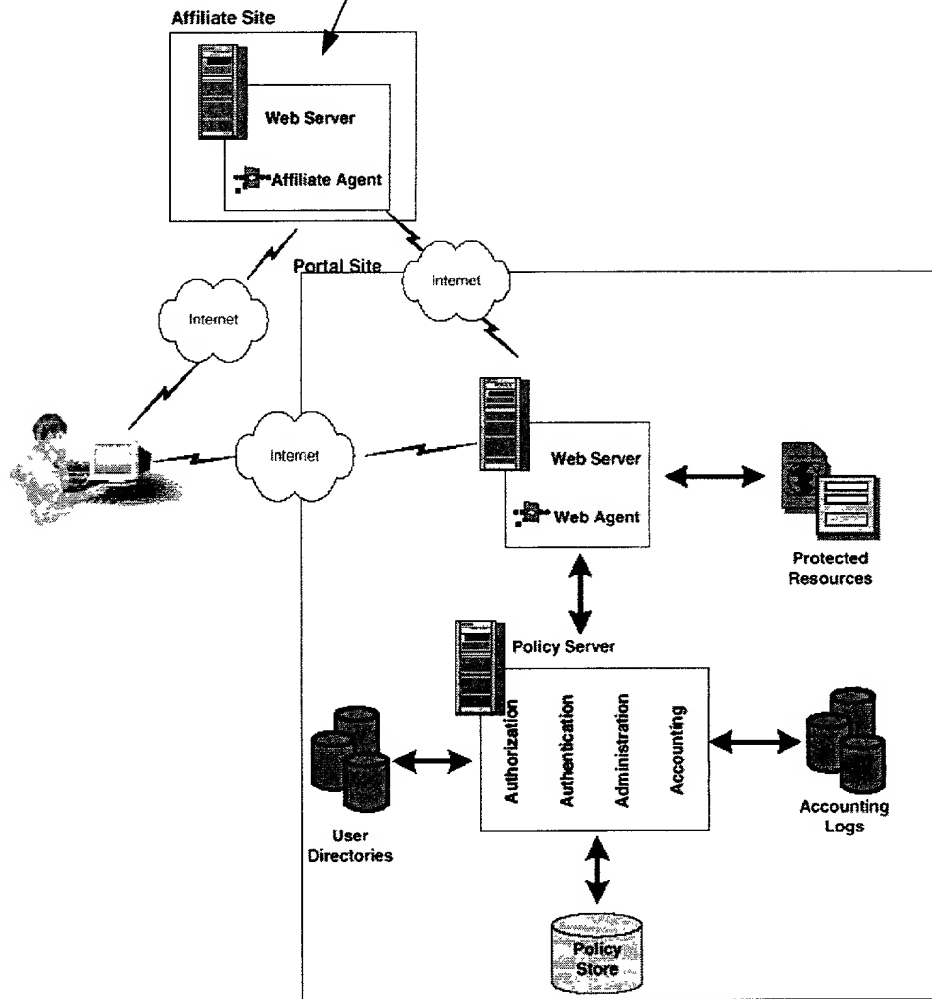 Affiliate Site
Web Server
Affiliate Agent
Portal Site
Internet
Internet
Internet
Web Server
Web Agent
Protected
Resources
Policy Server
Authorization
Authentication
Administration
Accounting
User
Directories
Accounting
Logs
Policy
Store